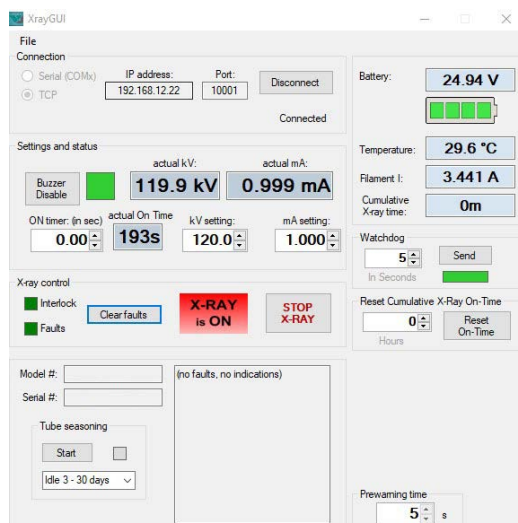 XrayGUI
File
Connection
Serial (COMx)
TCP
IP address:
192.168.12.22
Port:
10001
Disconnect
Connected
Settings and status
Buzzer
Disable
actual kV:
119.9 kV
actual mA:
0.999 mA
ON timer: (in sec)
0.00
actual On Time
193s
kV setting:
120.0
mA setting:
1.000
X-ray control
Interlock
Faults
Clear faults
X-RAY
is ON
STOP
X-RAY
Model #:
Serial #:
Tube seasoning
Start
Idle 3 - 30 days
(no faults, no indications)
Battery:
24.94 V
Temperature:
29.6 °C
Filament I:
3.441 A
Cumulative
X-ray time:
0m
Watchdog
5
Send
In Seconds
Reset Cumulative X-Ray On-Time
0
Hours
Reset
On-Time
Prewarning time
5
s